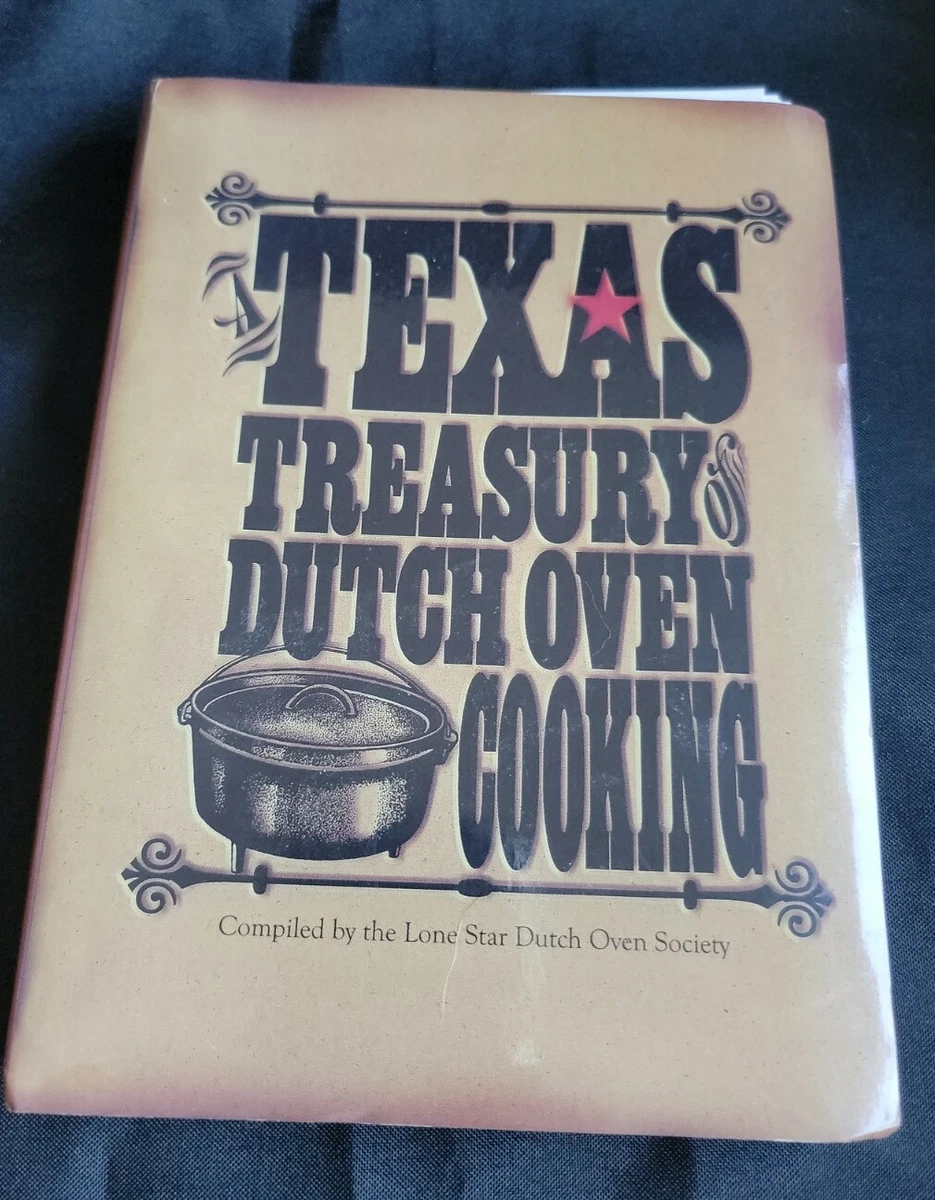 A TEXAS
TREASURY OF
DUTCH OVEN
COOKING
Compiled by the Lone Star Dutch Oven Society